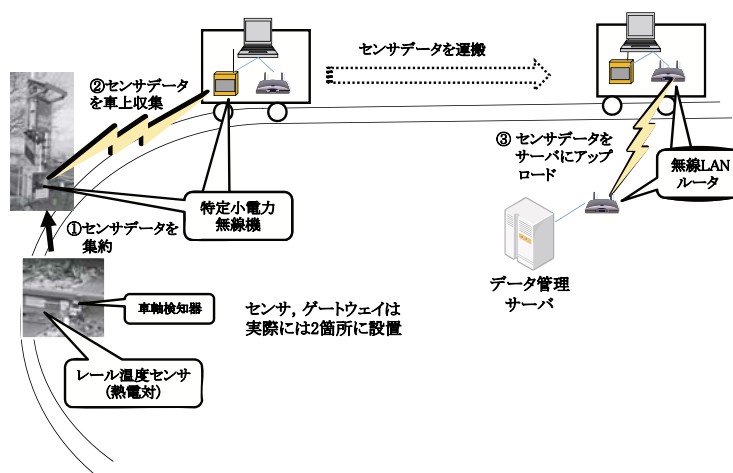 センサデータを運搬
②センサデータ
を車上収集
③ センサデータを
サーバにアップ
ロード
無線LAN
ルータ
特定小電力
無線機
①センサデータを
集約
データ管理
サーバ
車軸検知器
センサ，ゲートウェイは
実際には2箇所に設置
レール温度センサ
(熱電対)